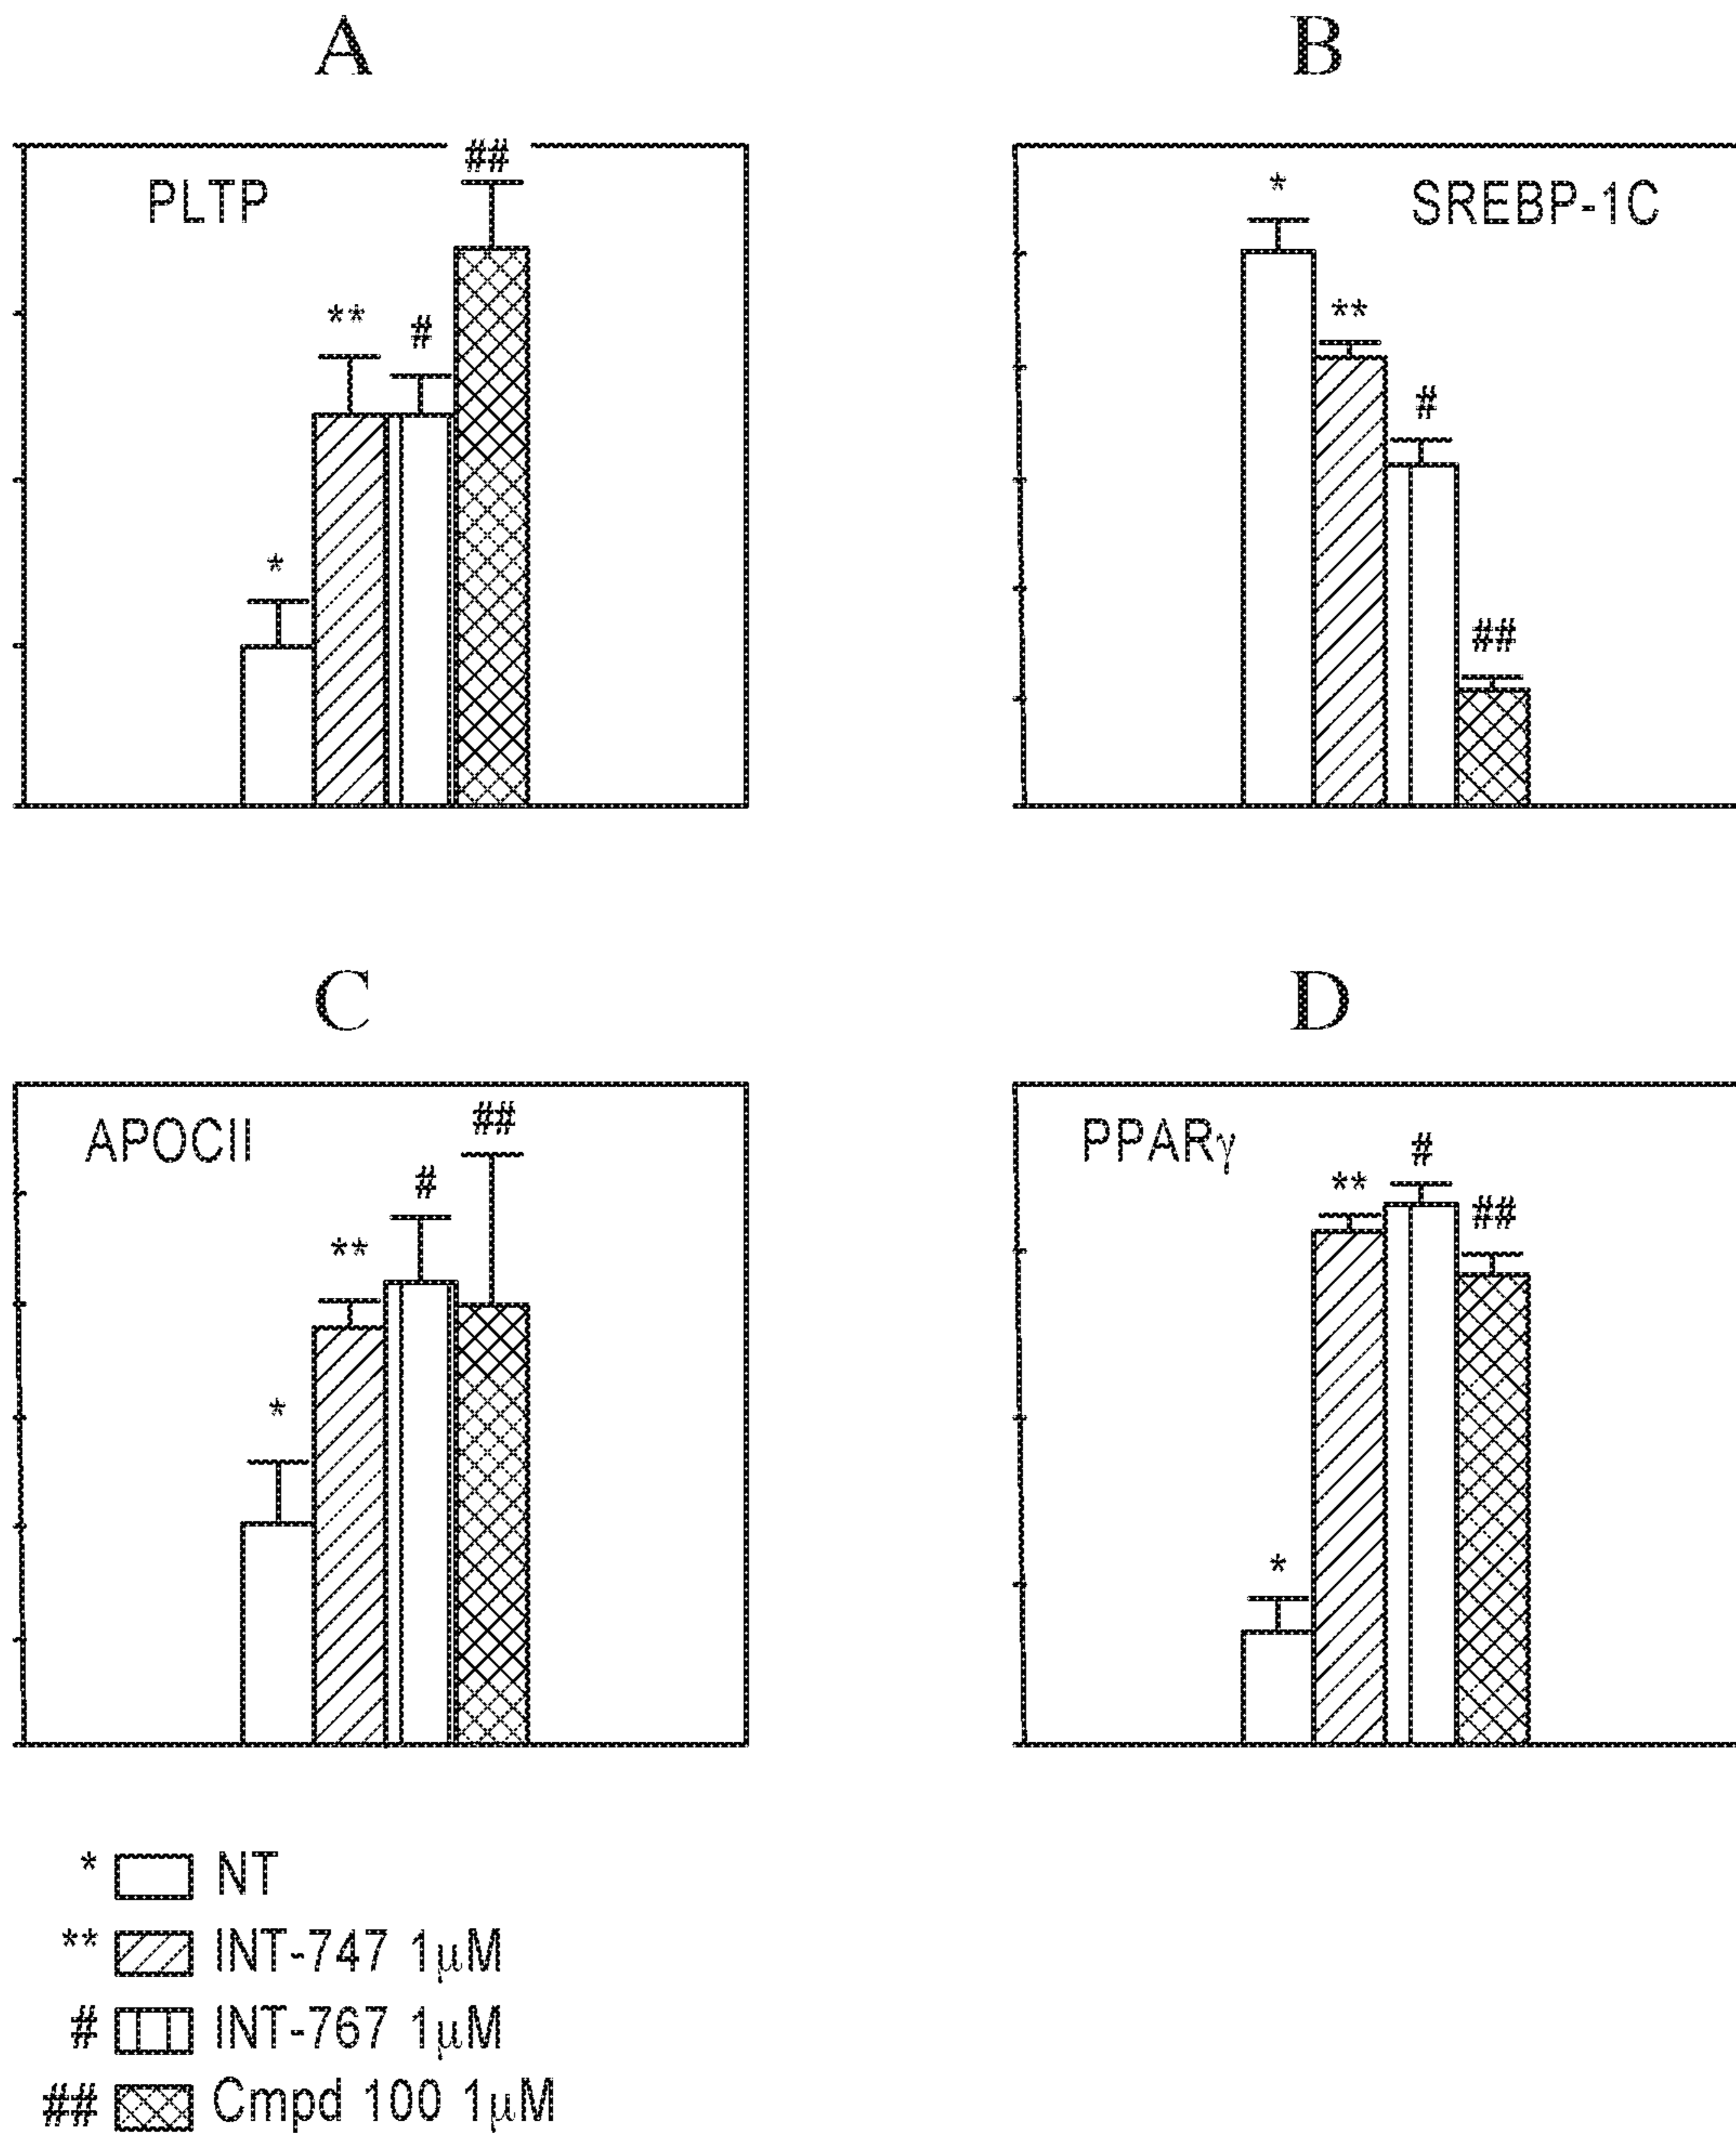 A
B
##
PLTP
*
SREBP-1C
**
#
**
#
*
##
C
D
APOCII
##
PPARγ
#
#
**
##
**
*
*
* NT
** INT-747 1μM
# INT-767 1μM
## Cmpd 100 1μM